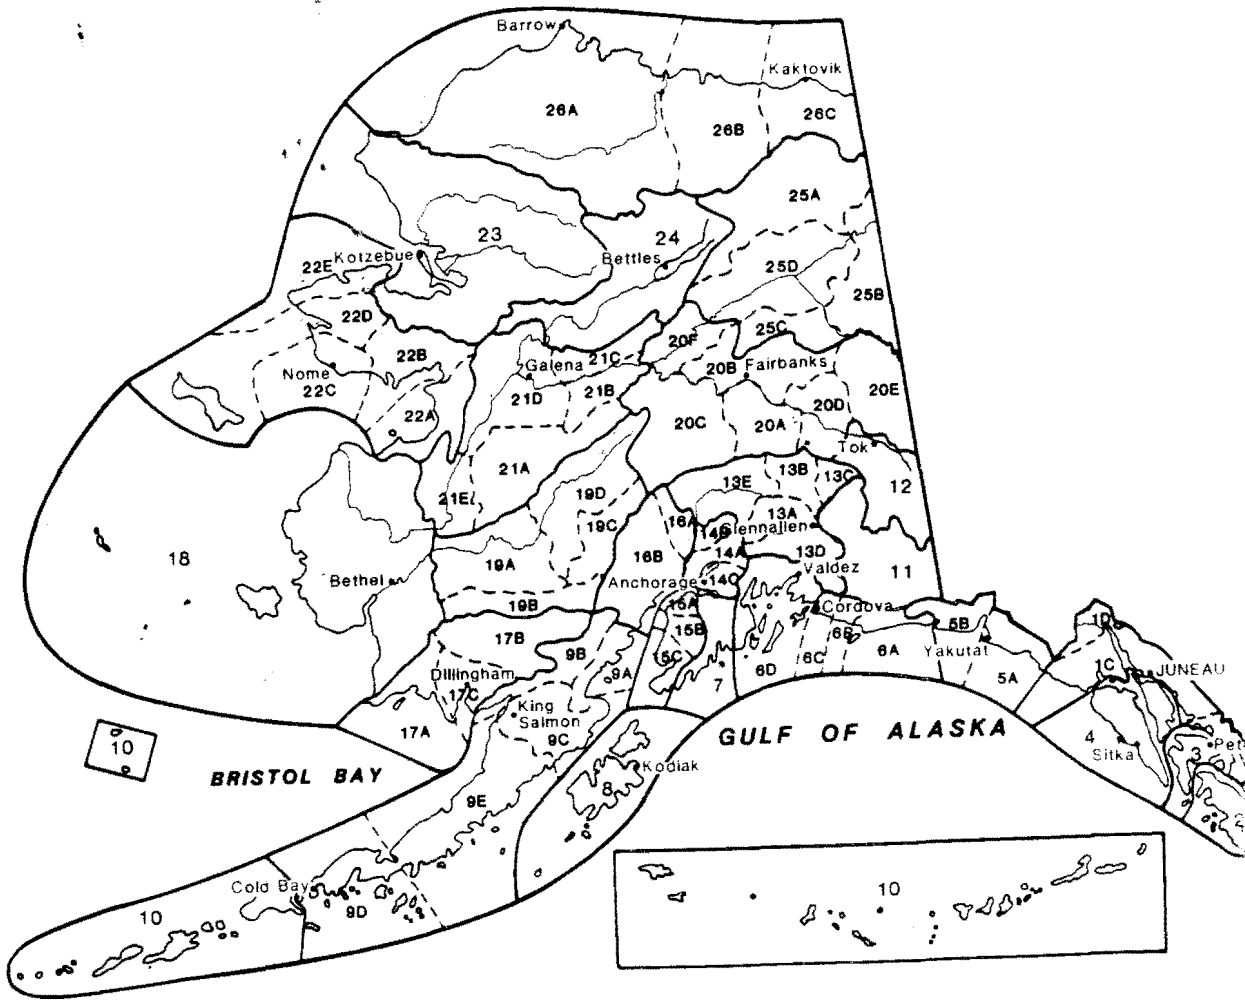 Barrow
Kaktovik
26A
26B
26C
25A
23
24
Kotzebue
Bettles
22E
25D
25B
22D
25C
20F
22B
Galena
21C
20B
Fairbanks
Nome
22C
21D
21B
20E
20D
22A
20C
20A
Tok
21A
13B
13E
13C
12
21E
19D
13A
16A
19C
14B
Glennallen
18
14A
13D
16B
19A
Valdez
11
Bethel
Anchorage
14C
19B
15A
Cordova
5B
1D
17B
15B
6B
9B
6A
Yakutat
15C
6C
1C
JUNEAU
Dillingham
9A
7
6D
5A
17C
King
Salmon
17A
9C
GULF OF ALASKA
4
Sitka
3
10
BRISTOL BAY
Kodiak
8
9E
2
Cold Bay
10
9D
10